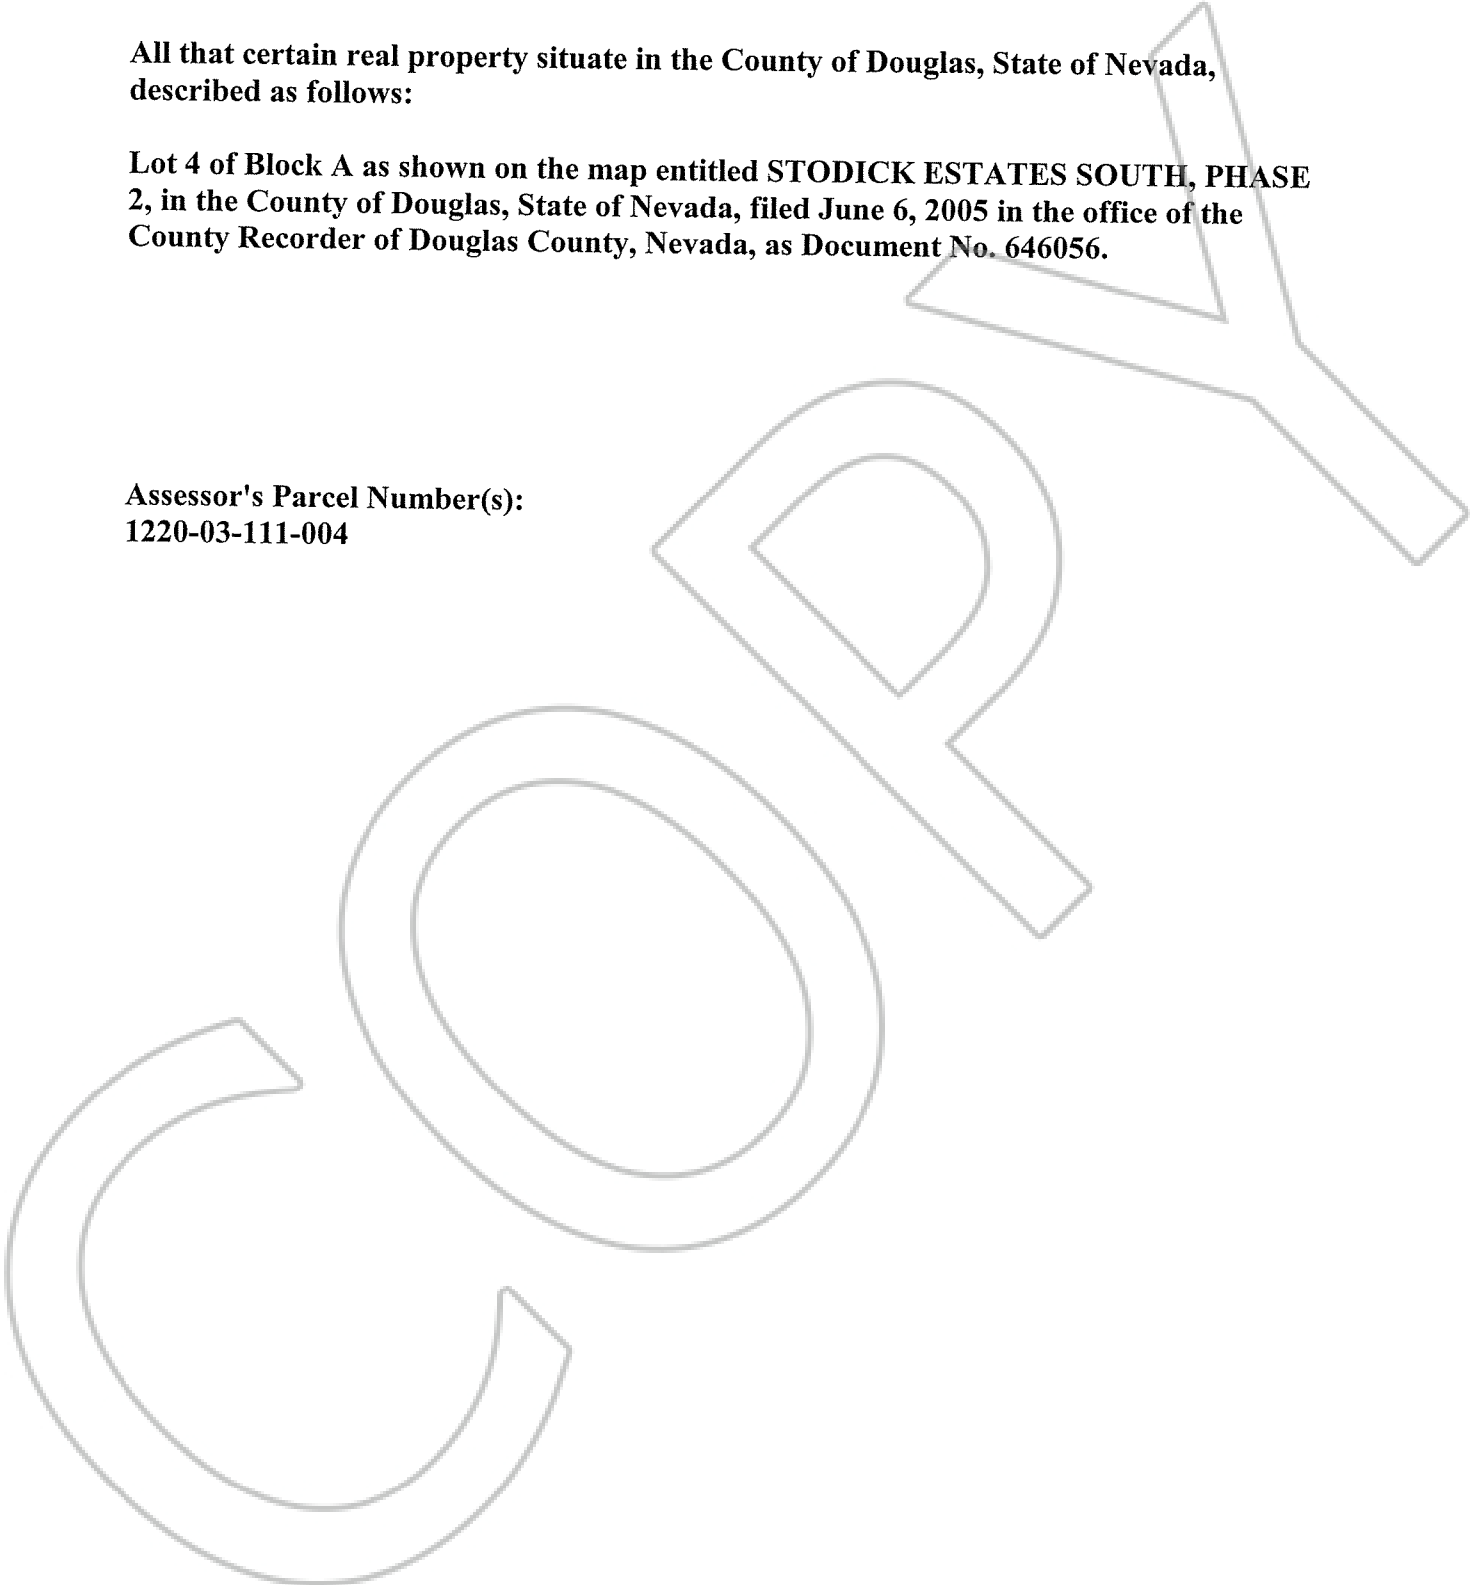 All that certain real property situate in the County of Douglas, State of Nevada,
described as follows:
Lot 4 of Block A as shown on the map entitled STODICK ESTATES SOUTH, PHASE
2, in the County of Douglas, State of Nevada, filed June 6, 2005 in the office of the
County Recorder of Douglas County, Nevada, as Document No. 646056.
Assessor's Parcel Number(s):
1220-03-111-004
COPY